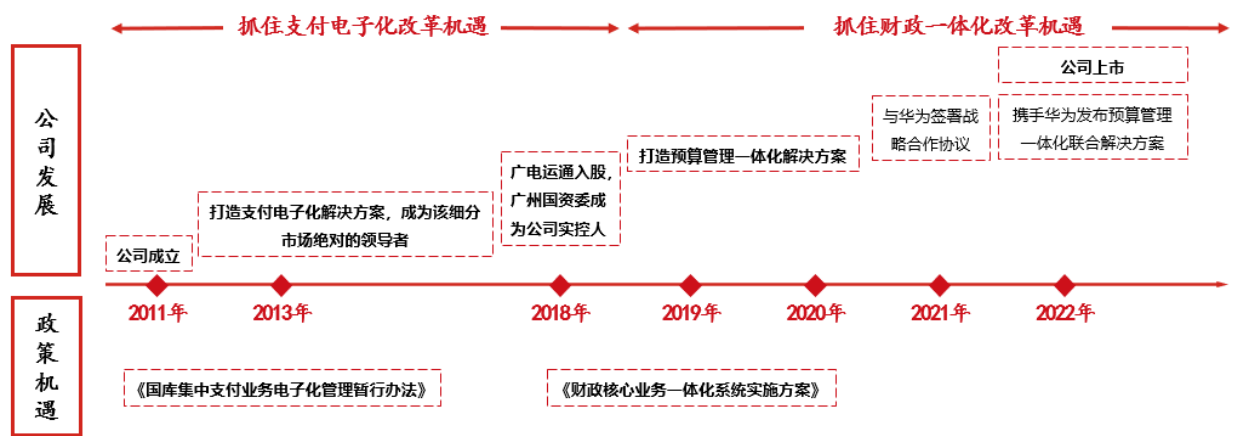 抓住支付电子化改革机遇
抓住财政一体化改革机遇
公司发展
公司上市
与华为签署战
略合作协议
携手华为发布预算管理
一体化联合解决方案
打造预算管理一体化解决方案
广电运通入股，
广州国资委成
为公司实控人
打造支付电子化解决方案，成为该细分
市场绝对的领导者
公司成立
2011年
2013年
2018年
2019年
2020年
2021年
2022年
政策机遇
《国库集中支付业务电子化管理暂行办法》
《财政核心业务一体化系统实施方案》